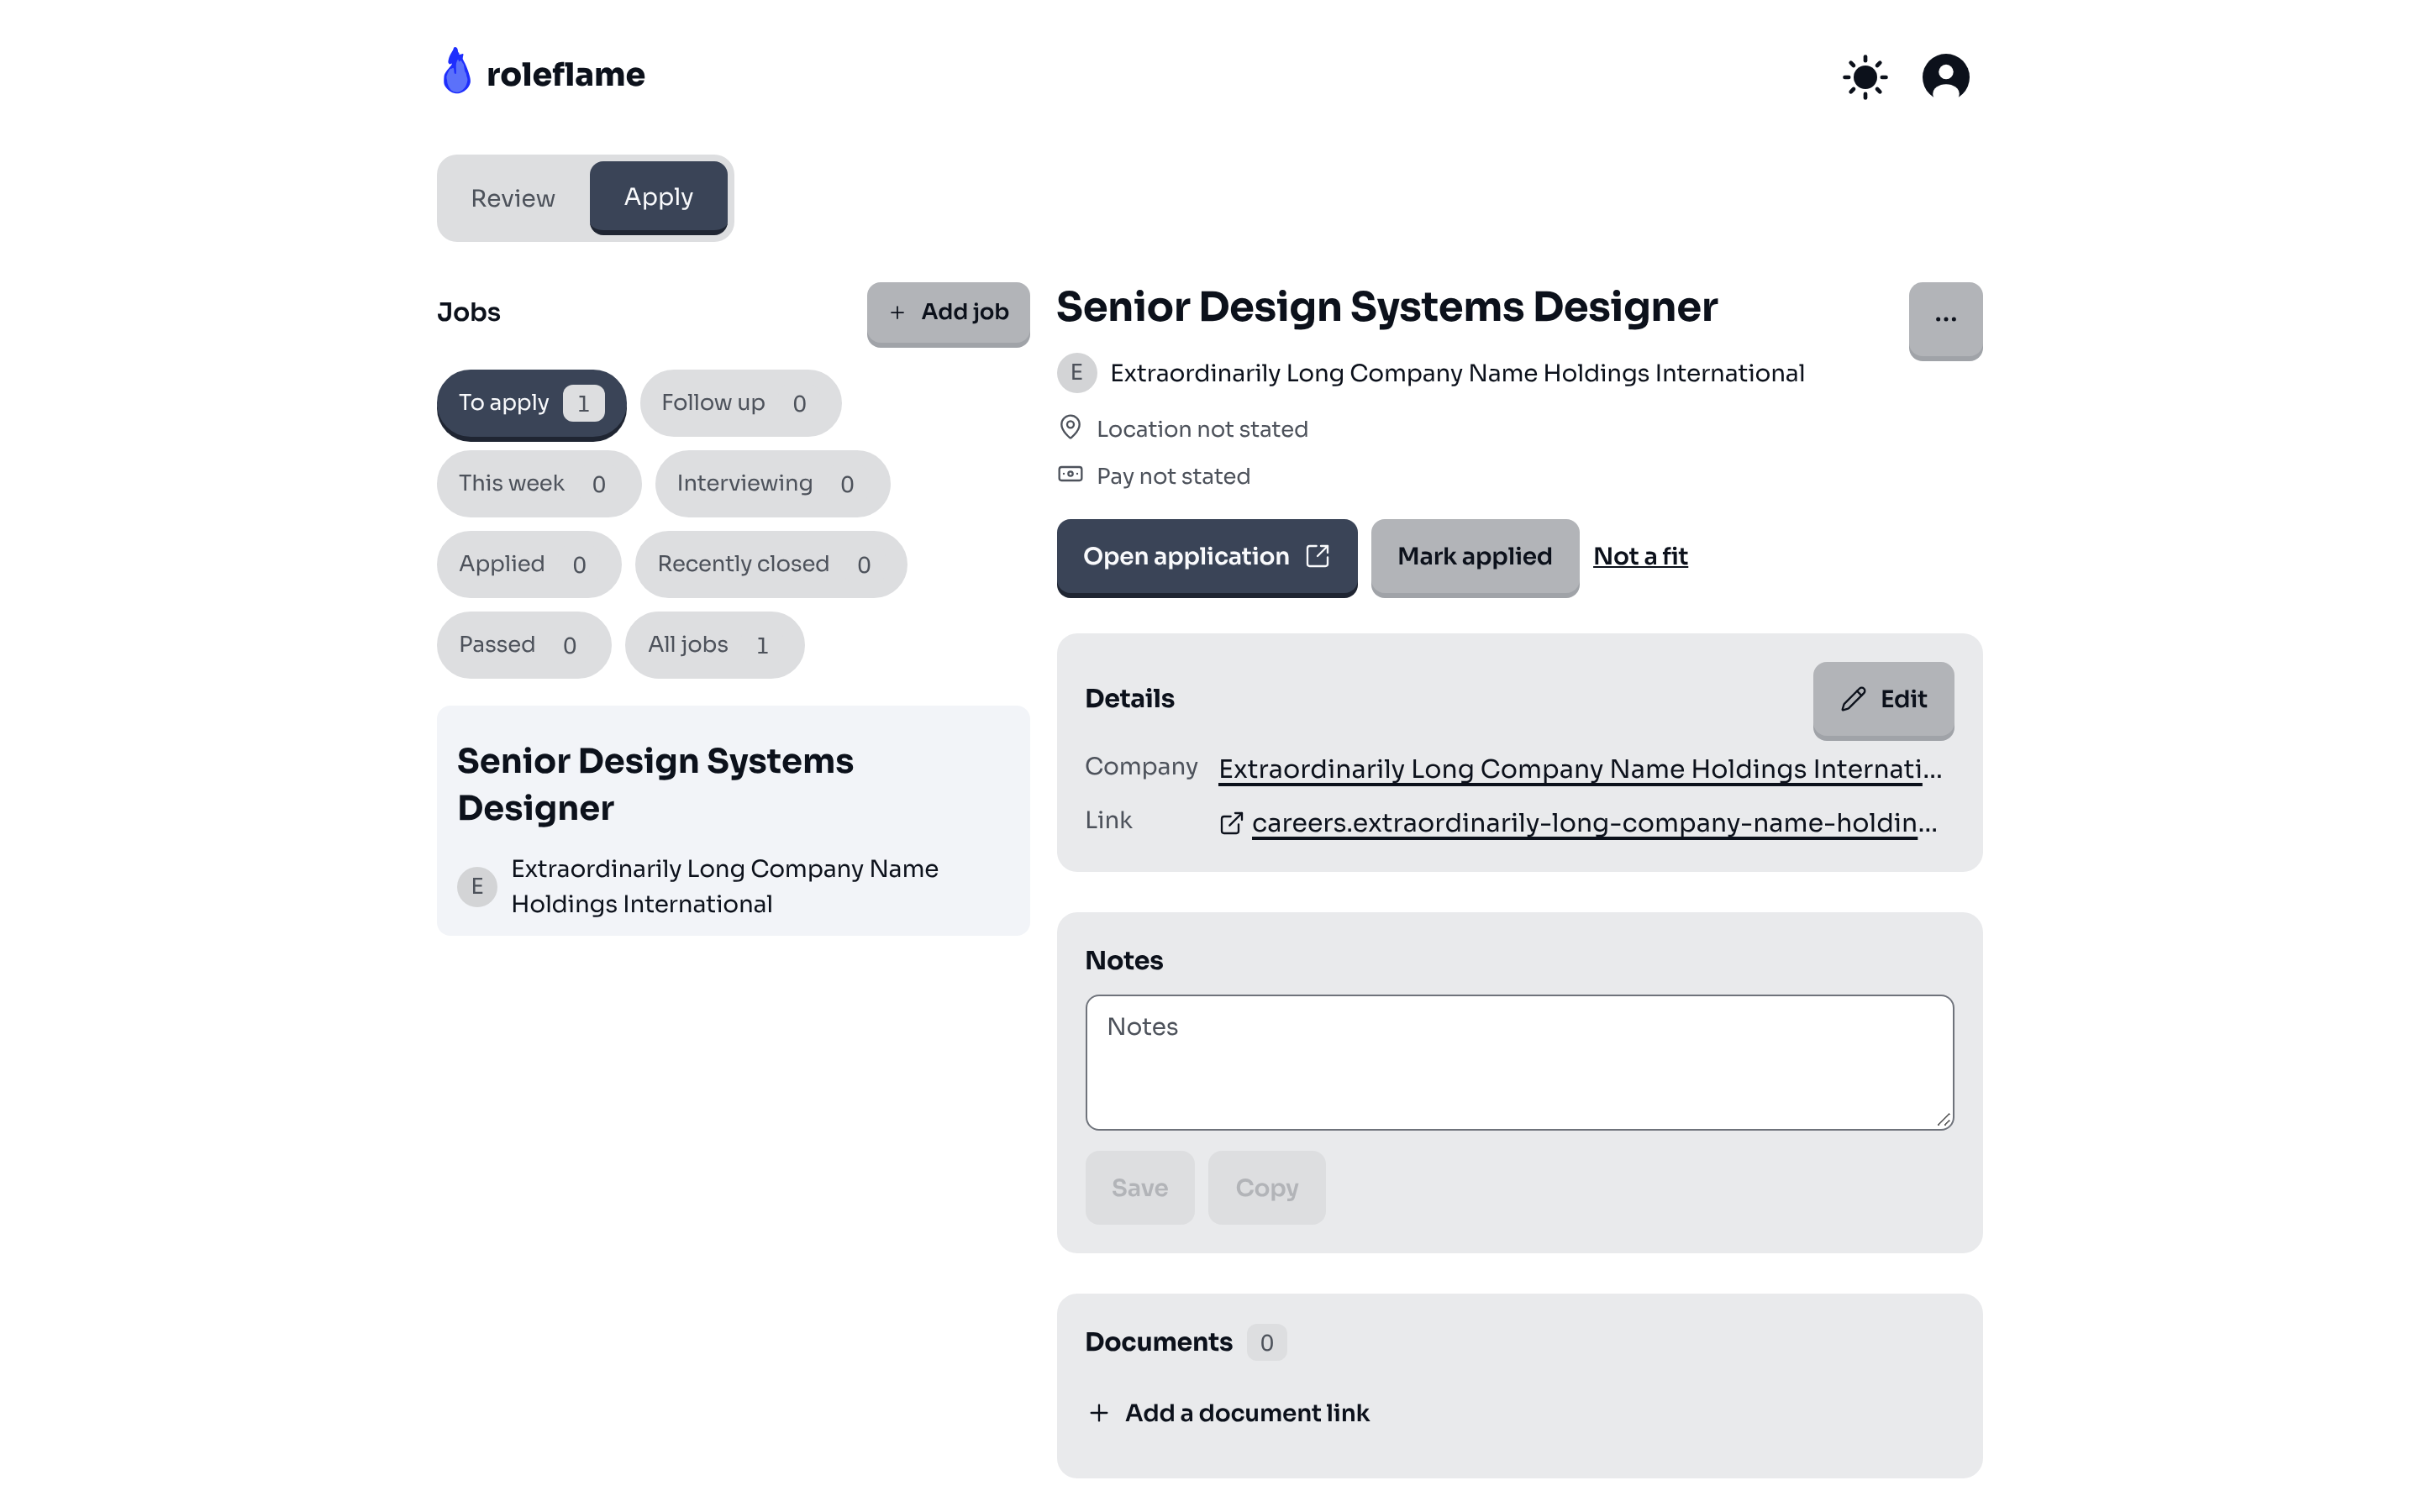 roleflame
Review
Apply
Jobs
+ Add job
To apply 1
Follow up 0
This week 0
Interviewing 0
Applied 0
Recently closed 0
Passed 0
All jobs 1
Senior Design Systems
Designer
E
Extraordinarily Long Company Name
Holdings International
Senior Design Systems Designer
...
E Extraordinarily Long Company Name Holdings International
Location not stated
Pay not stated
Open application
Mark applied
Not a fit
Details
Edit
Company Extraordinarily Long Company Name Holdings Internati...
Link careers.extraordinarily-long-company-name-holdin...
Notes
Notes
Save
Copy
Documents 0
+ Add a document link